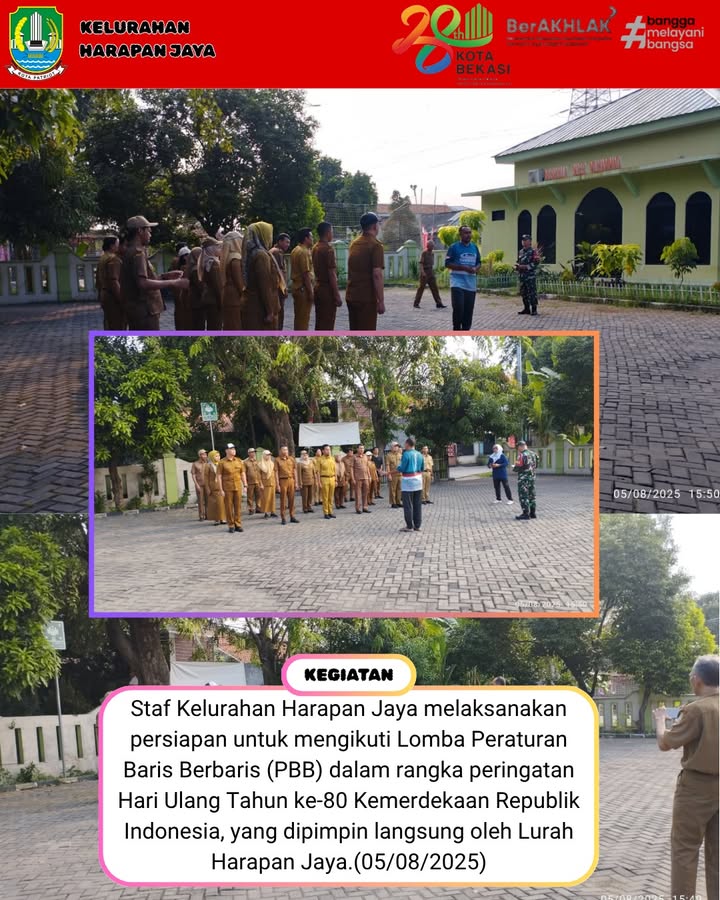 KELURAHAN
HARAPAN JAYA
KOTA PATRIOT
28th
KOTA
BEKASI
BerAKHLAK
#bangga
melayani
bangsa
05/08/2025 15:50
KEGIATAN
Staf Kelurahan Harapan Jaya melaksanakan
persiapan untuk mengikuti Lomba Peraturan
Baris Berbaris (PBB) dalam rangka peringatan
Hari Ulang Tahun ke-80 Kemerdekaan Republik
Indonesia, yang dipimpin langsung oleh Lurah
Harapan Jaya.(05/08/2025)